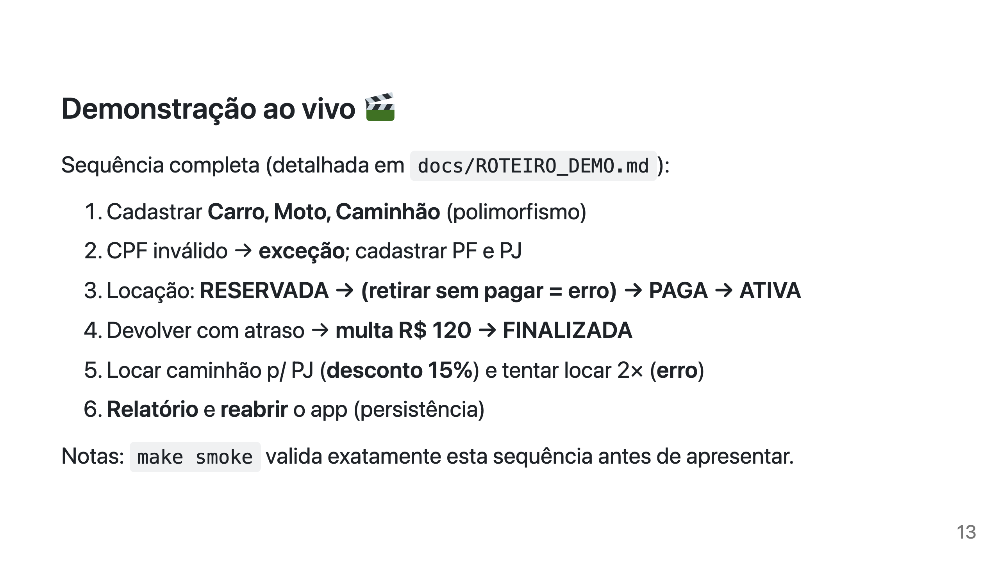 Demonstração ao vivo 🎬
Sequência completa (detalhada em docs/ROTEIRO_DEMO.md):
1. Cadastrar Carro, Moto, Caminhão (polimorfismo)
2. CPF inválido → exceção; cadastrar PF e PJ
3. Locação: RESERVADA → (retirar sem pagar = erro) → PAGA → ATIVA
4. Devolver com atraso → multa R$ 120 → FINALIZADA
5. Locar caminhão p/ PJ (desconto 15%) e tentar locar 2× (erro)
6. Relatório e reabrir o app (persistência)
Notas: make smoke valida exatamente esta sequência antes de apresentar.
13